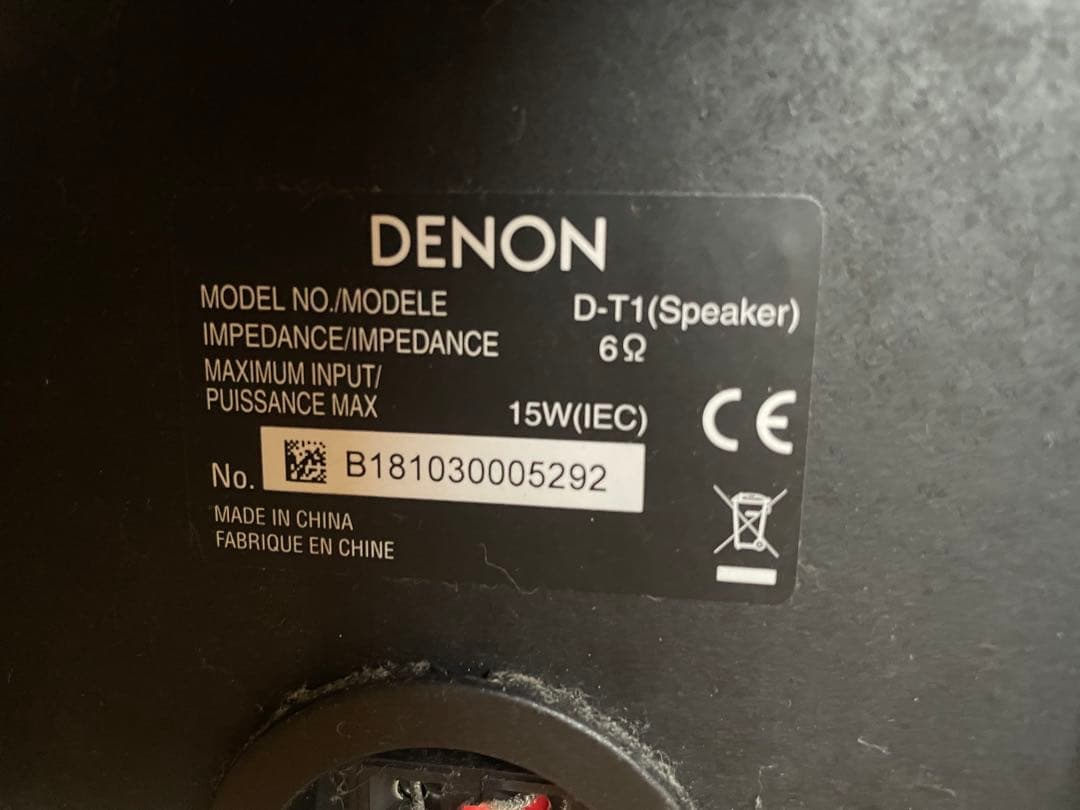 DENON
MODEL NO./MODELE D-T1(Speaker)
IMPEDANCE/IMPEDANCE 6Ω
MAXIMUM INPUT/
PUISSANCE MAX 15W(IEC)
CE
No. B181030005292
MADE IN CHINA
FABRIQUE EN CHINE